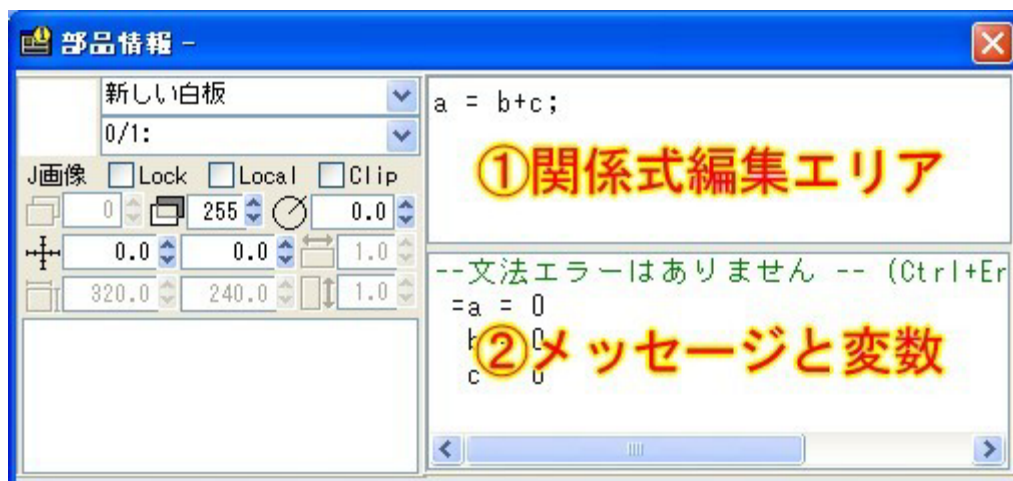 部品情報 -
新しい白板
0/1:
J画像 Lock Local Clip
0 255 0.0
0.0 0.0 1.0
320.0 240.0 1.0
a = b+c;
①関係式編集エリア
--文法エラーはありません -- (Ctrl+Er
=a = 0
b 0
②メッセージと変数
c 0